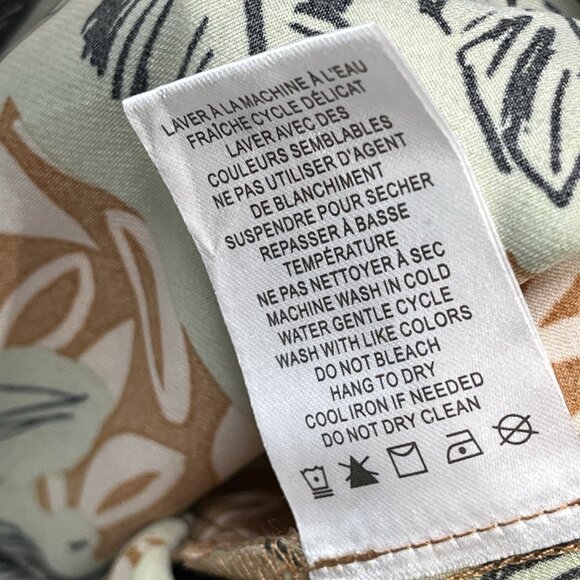 LAVER À LA MACHINE À L'EAU
FRAÎCHE CYCLE DÉLICAT
LAVER AVEC DES
COULEURS SEMBLABLES
NE PAS UTILISER D'AGENT
DE BLANCHIMENT
SUSPENDRE POUR SECHER
REPASSER À BASSE
TEMPÉRATURE
NE PAS NETTOYER À SEC
MACHINE WASH IN COLD
WATER GENTLE CYCLE
WASH WITH LIKE COLORS
DO NOT BLEACH
HANG TO DRY
COOL IRON IF NEEDED
DO NOT DRY CLEAN